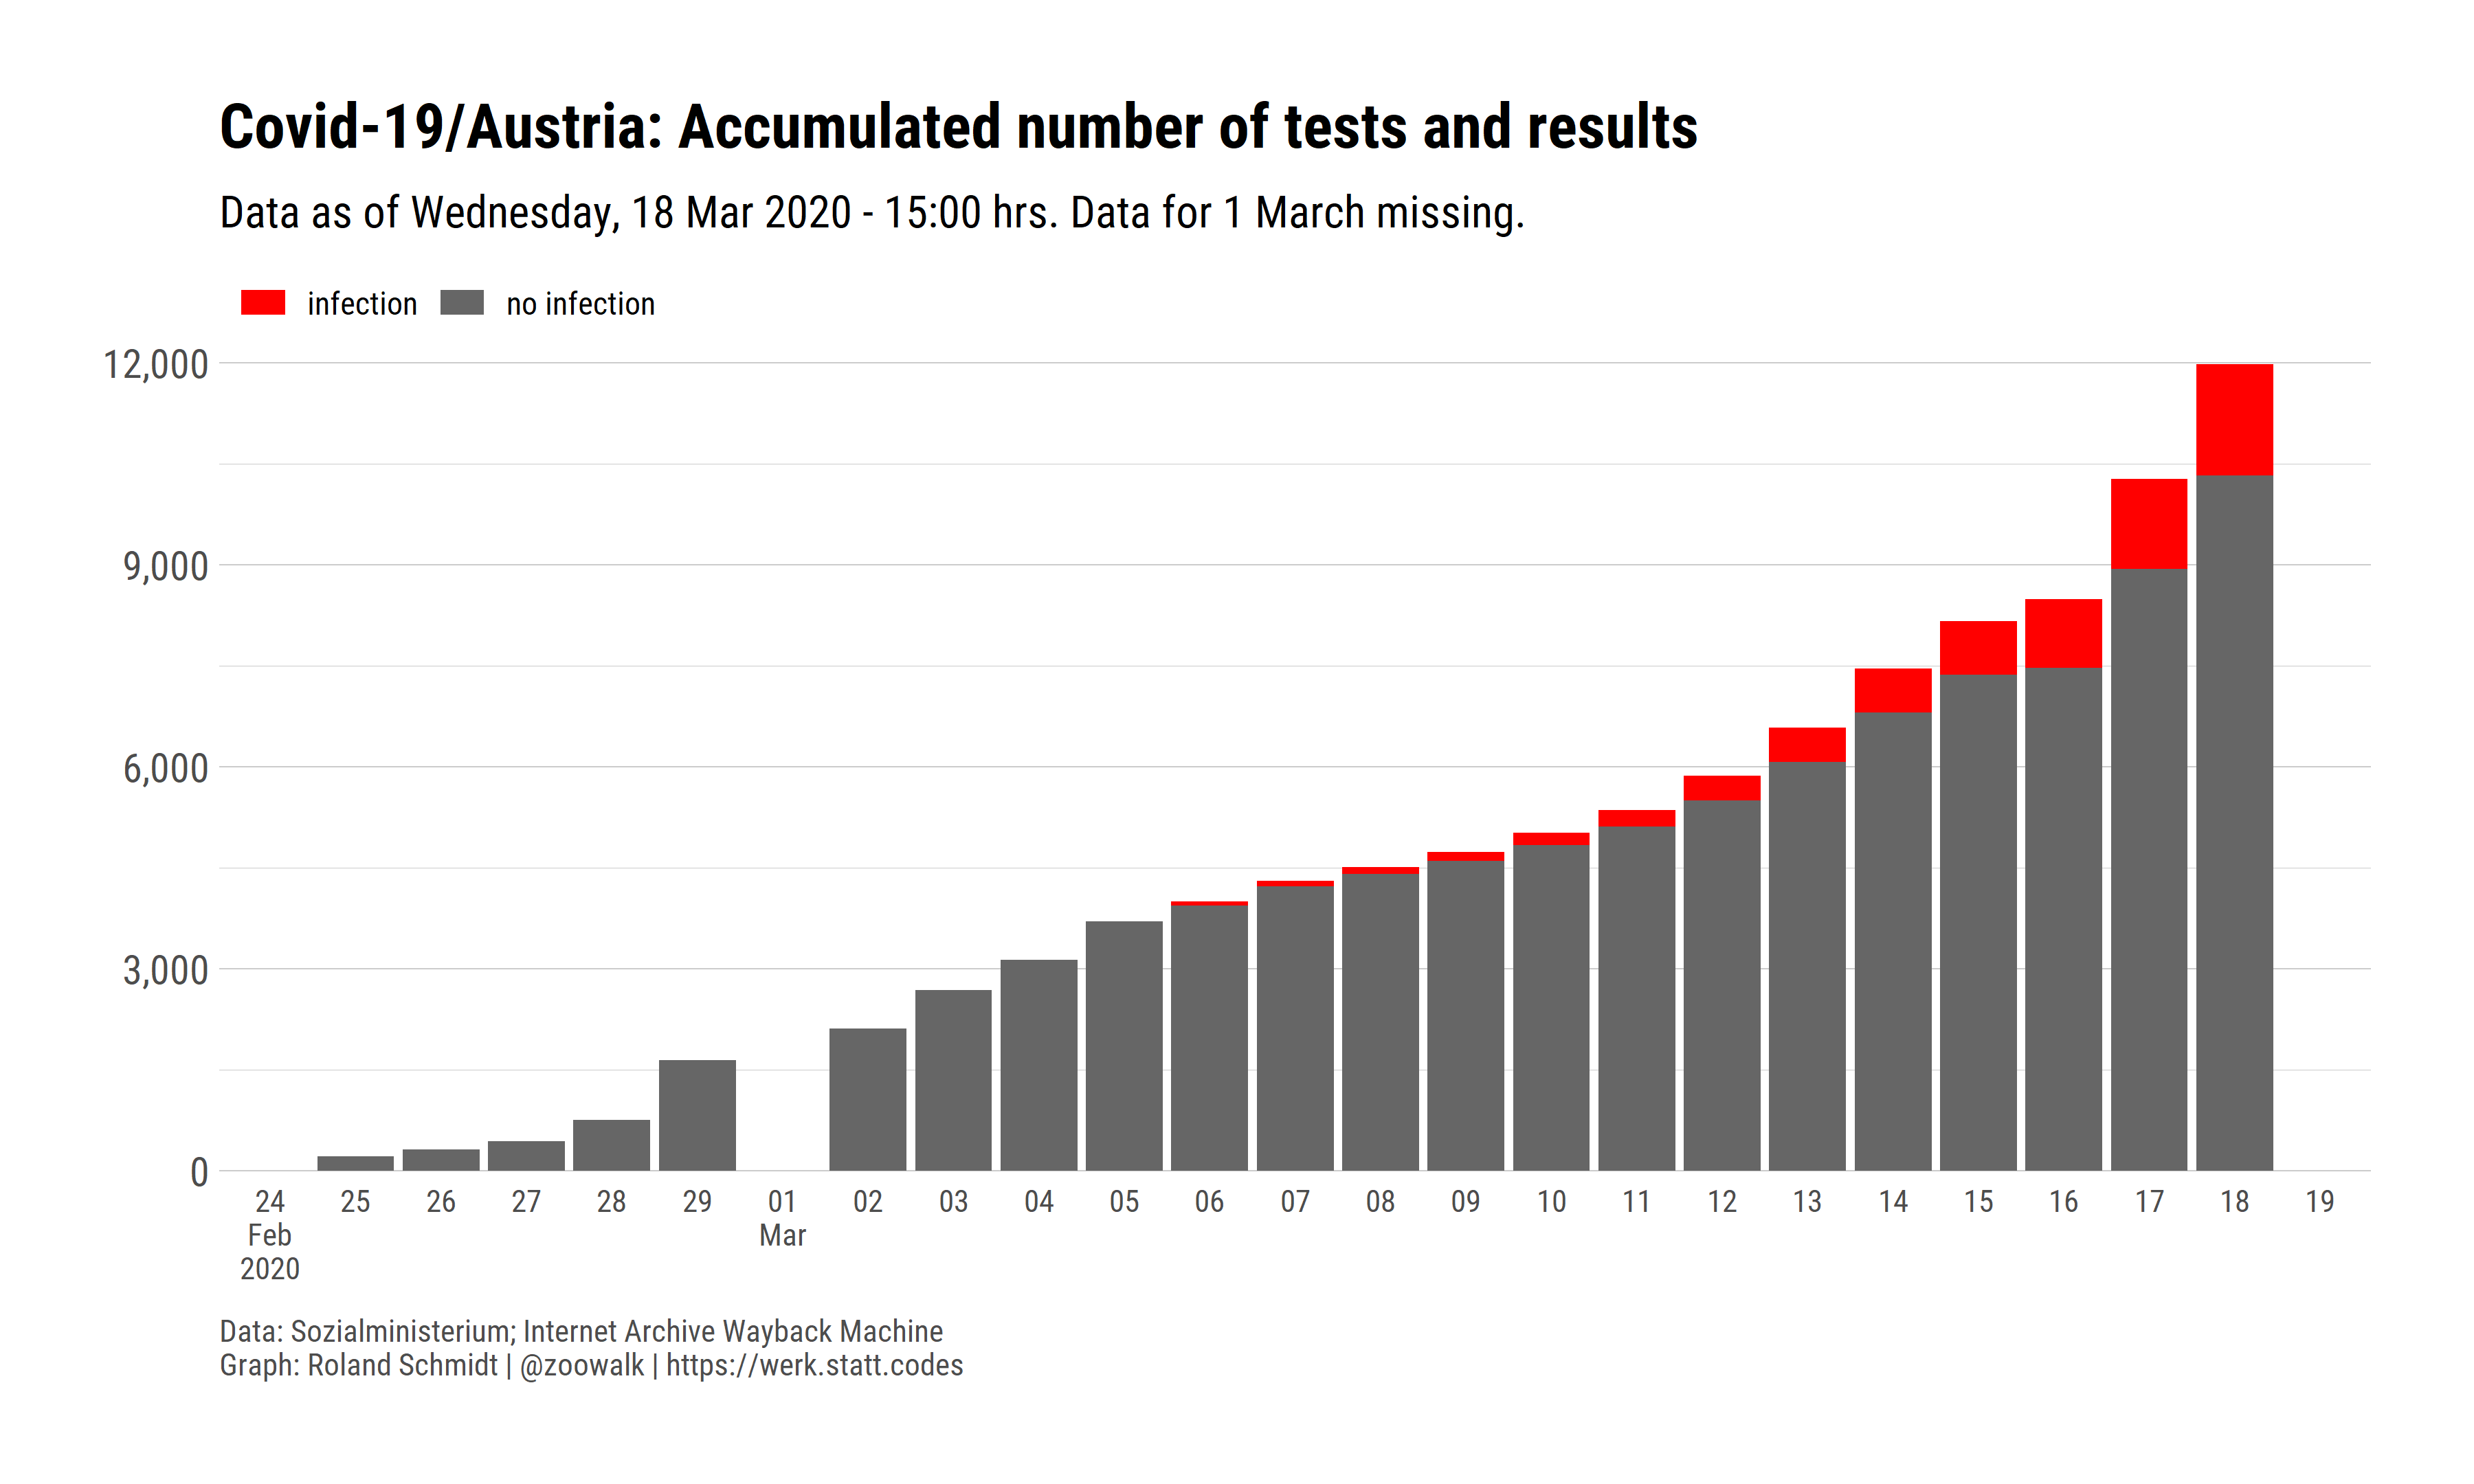 Covid-19/Austria: Accumulated number of tests and results
Data as of Wednesday, 18 Mar 2020 - 15:00 hrs. Data for 1 March missing.
infection no infection
12,000
9,000
6,000
3,000
0
24 25 26 27 28 29 01 02 03 04 05 06 07 08 09 10 11 12 13 14 15 16 17 18 19
Feb Mar
2020
Data: Sozialministerium; Internet Archive Wayback Machine
Graph: Roland Schmidt | @zoowalk | https://werk.statt.codes